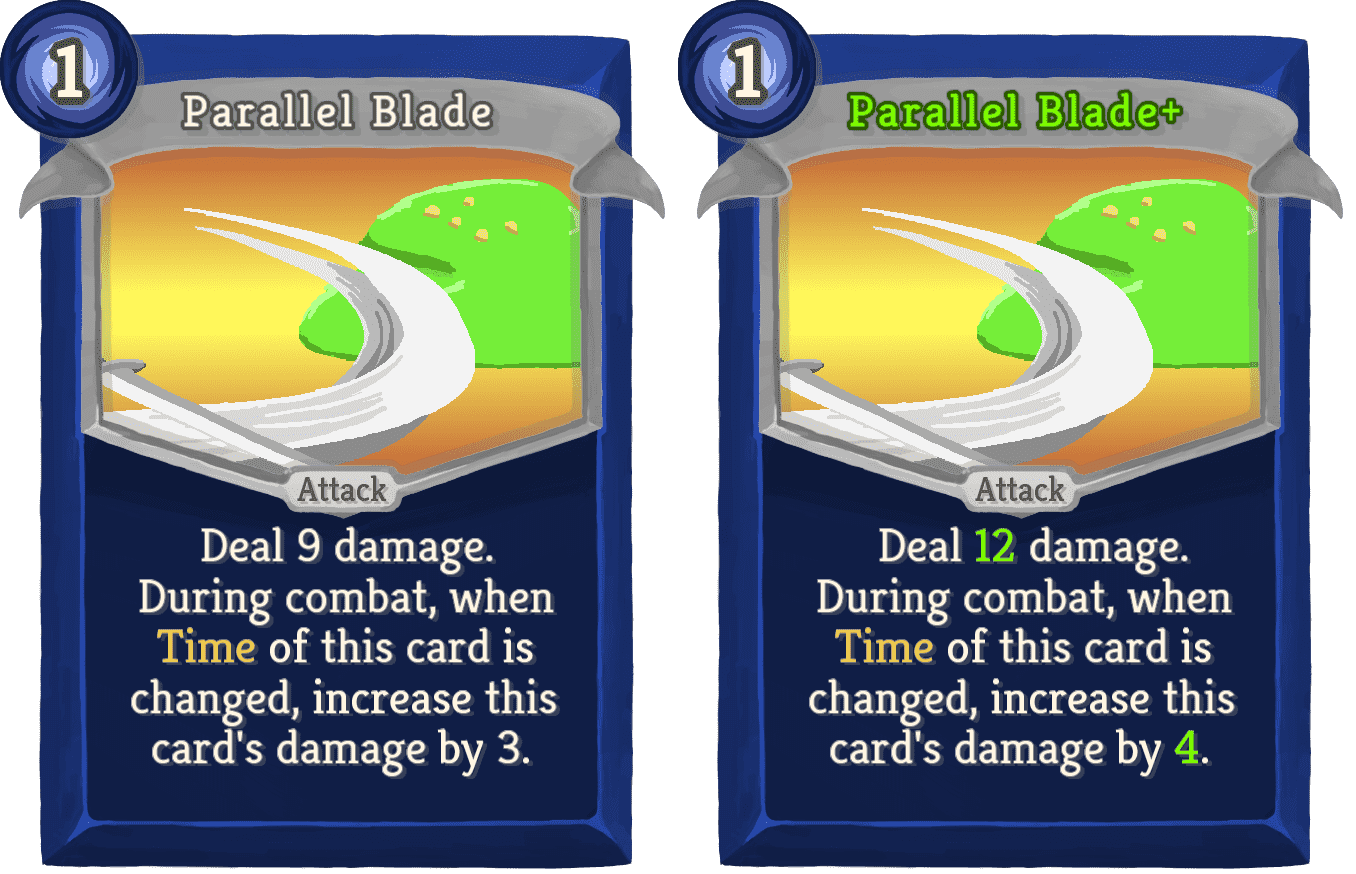 1
Parallel Blade
Attack
Deal 9 damage.
During combat, when
Time of this card is
changed, increase this
card's damage by 3.
1
Parallel Blade+
Attack
Deal 12 damage.
During combat, when
Time of this card is
changed, increase this
card's damage by 4.